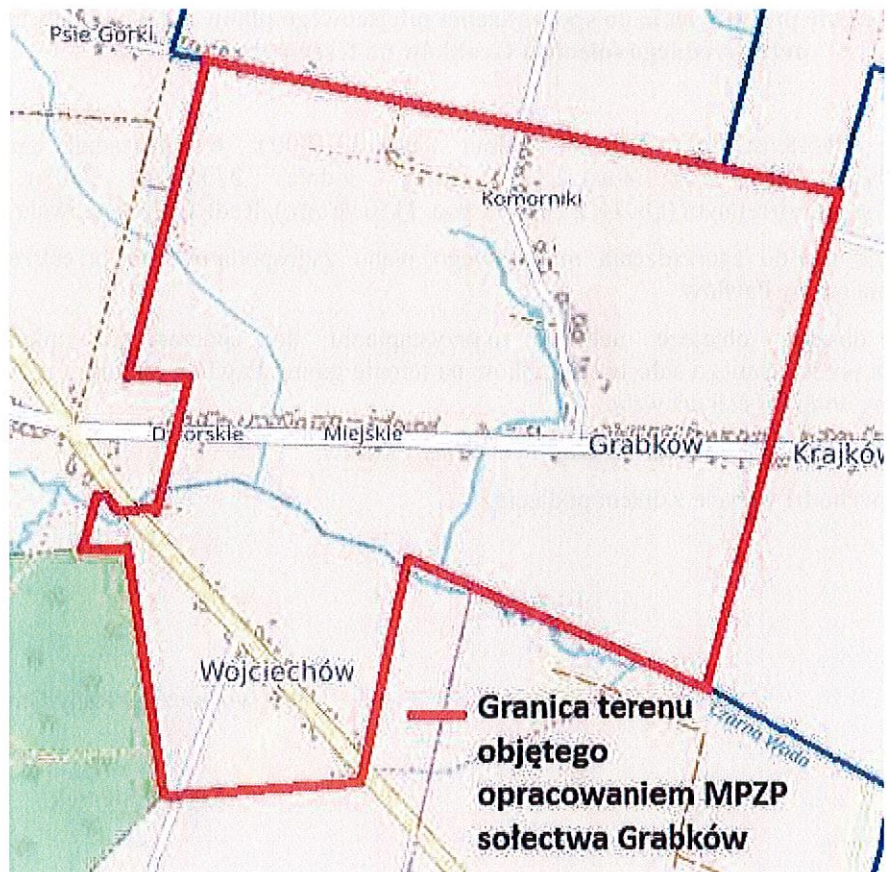 Psie Górki
Komorniki
Dworskie
Miejskie
Grabków
Krajków
Wojciechów
Czarna Woda
Granica terenu
objętego
opracowaniem MPZP
sołectwa Grabków